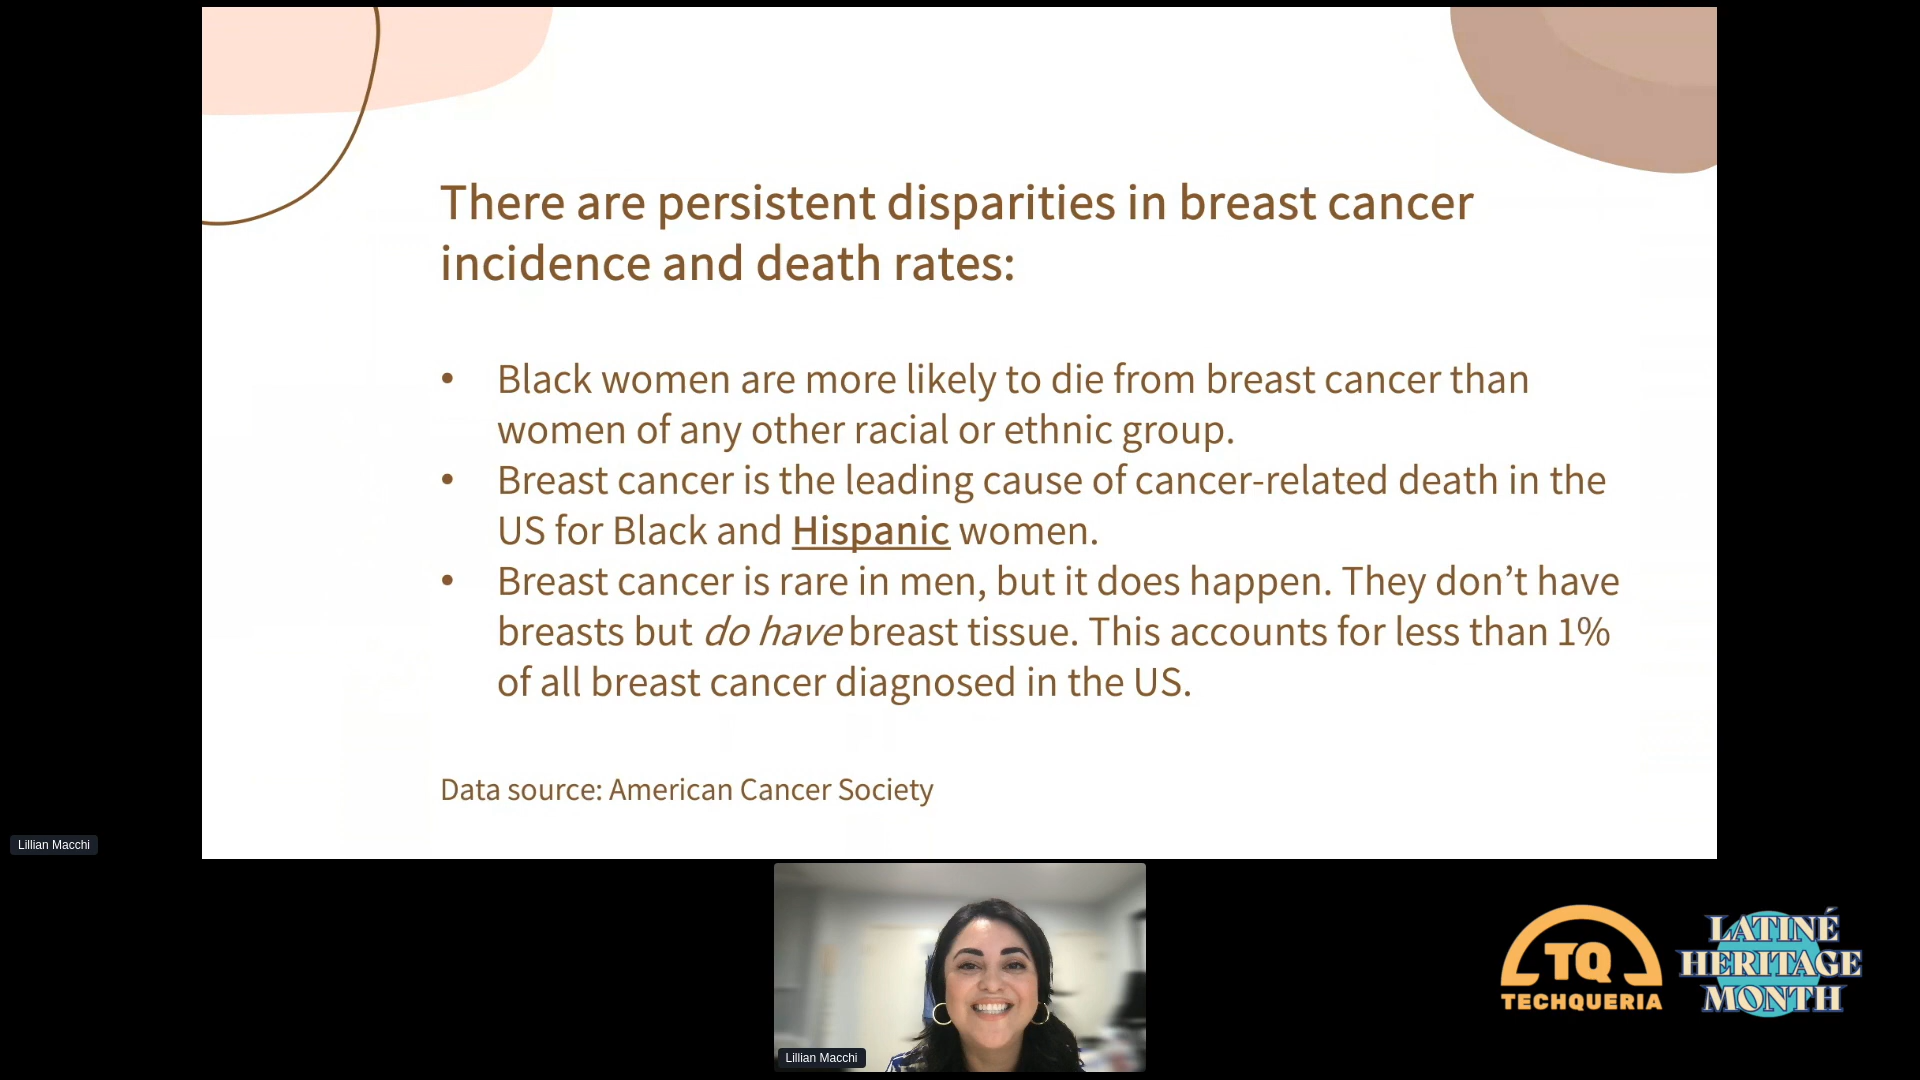 There are persistent disparities in breast cancer
incidence and death rates:
• Black women are more likely to die from breast cancer than
women of any other racial or ethnic group.
• Breast cancer is the leading cause of cancer-related death in the
US for Black and Hispanic women.
• Breast cancer is rare in men, but it does happen. They don’t have
breasts but do have breast tissue. This accounts for less than 1%
of all breast cancer diagnosed in the US.
Data source: American Cancer Society
Lillian Macchi
Lillian Macchi
TQ
TECHQUERIA
LATINÉ
HERITAGE
MONTH